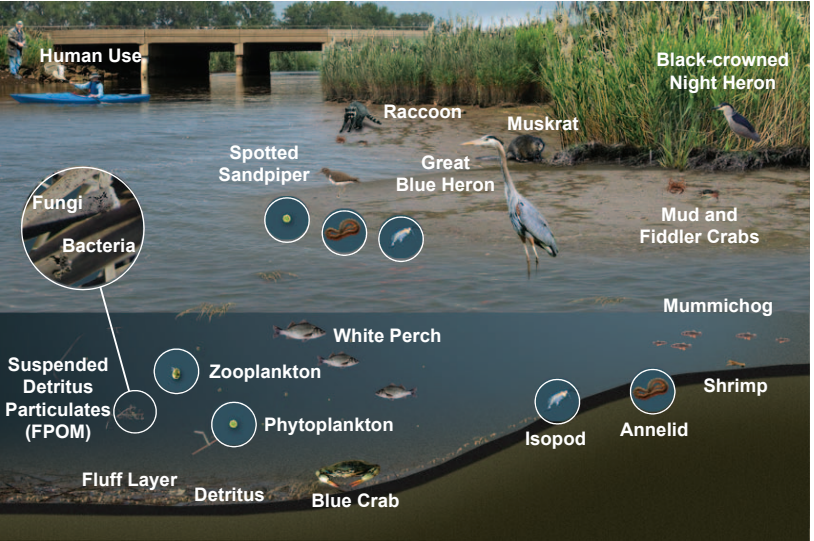 Human Use
Black-crowned
Night Heron
Raccoon
Muskrat
Spotted
Sandpiper
Great
Blue Heron
Fungi
Bacteria
Mud and
Fiddler Crabs
Mummichog
White Perch
Suspended
Detritus
Particulates
(FPOM)
Zooplankton
Shrimp
Phytoplankton
Isopod
Annelid
Fluff Layer
Detritus
Blue Crab